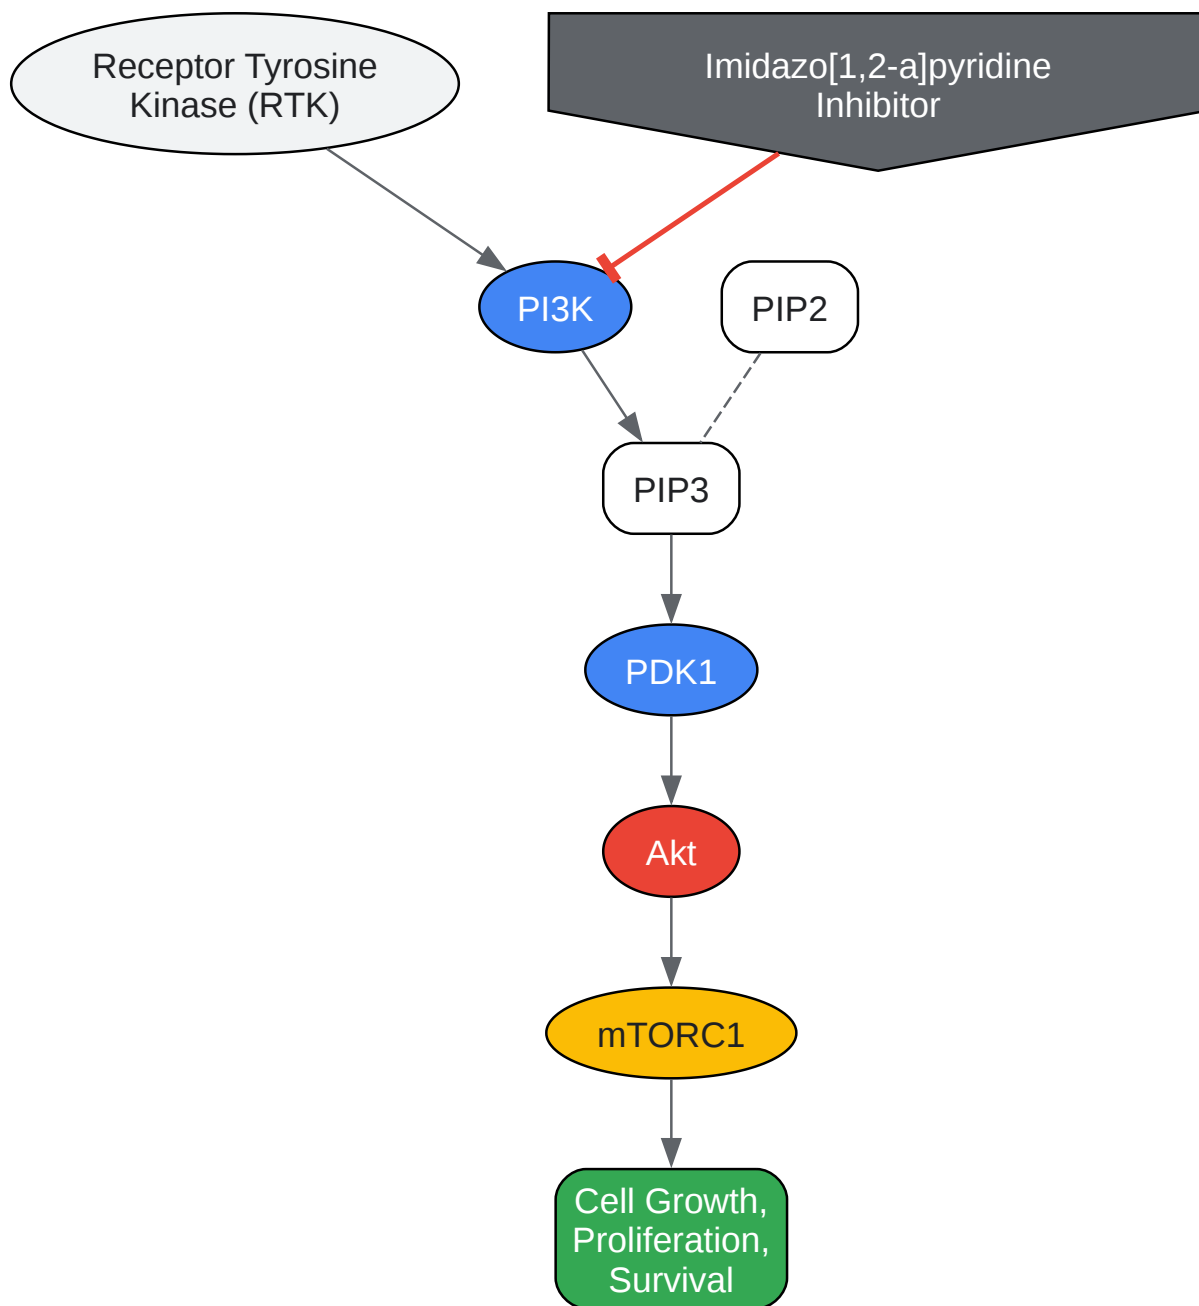 Receptor Tyrosine
Kinase (RTK)
Imidazo[1,2-a]pyridine
Inhibitor
PI3K
PIP2
PIP3
PDK1
Akt
mTORC1
Cell Growth,
Proliferation,
Survival